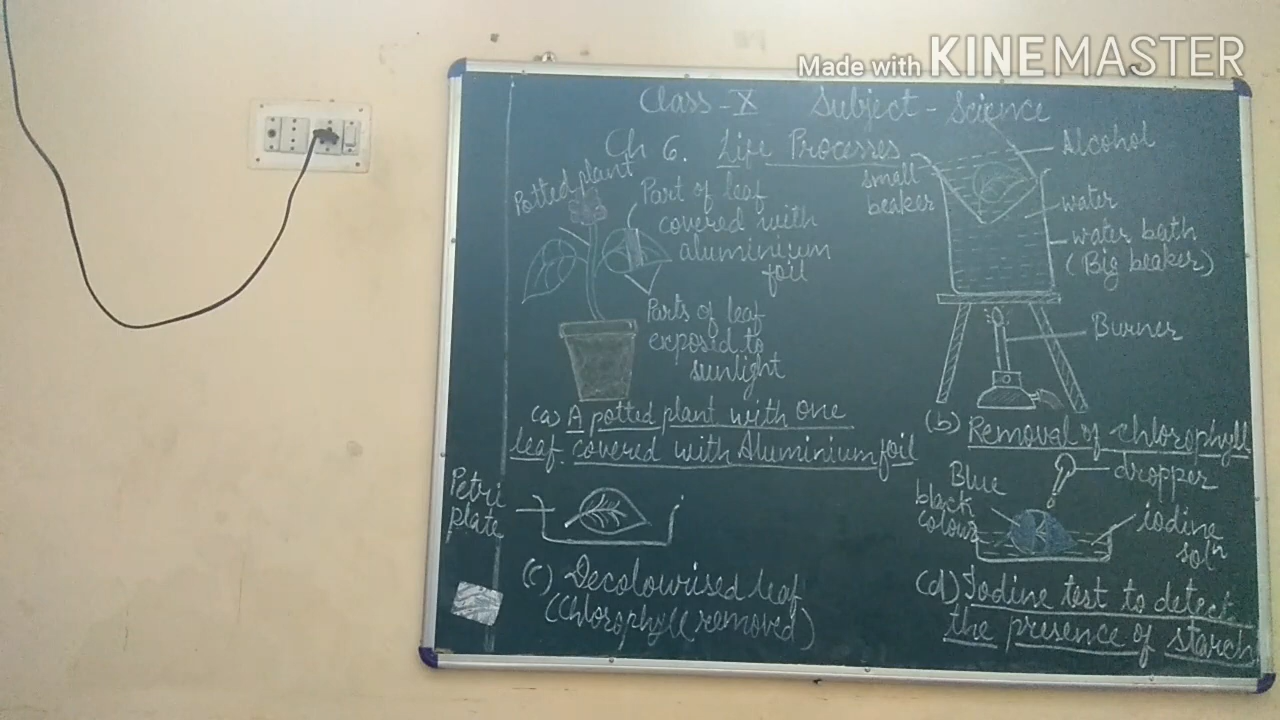 Made with KINEMASTER
Class-X Subject-Science
Ch 6. Life Processes
Potted plant
Part of leaf
covered with
aluminium
foil
Parts of leaf
exposed to
sunlight
(a) A potted plant with one
leaf covered with Aluminium foil
Alcohol
small
beaker
water
water bath
(Big beaker)
Burner
(b) Removal of chlorophyll
Petri
plate
(c) Decolourised leaf
(Chlorophyll removed)
dropper
Blue
black
colour
iodine
solⁿ
(d) Iodine test to detect
the presence of starch